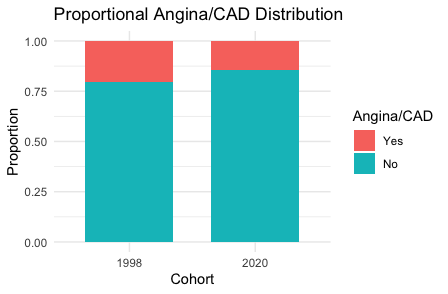 Proportional Angina/CAD Distribution
1.00
0.75
0.50
0.25
0.00
Proportion
1998
2020
Cohort
Angina/CAD
Yes
No